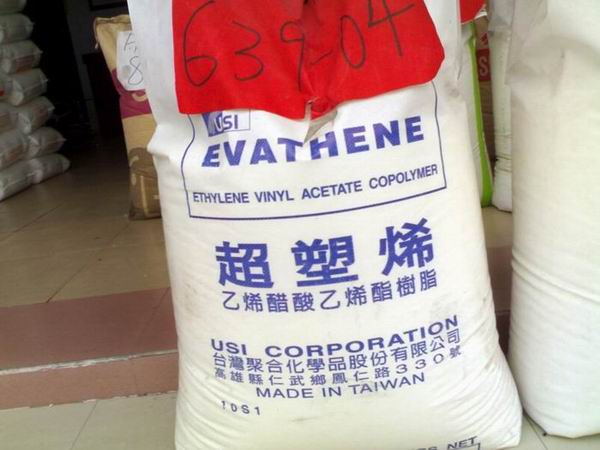 639-04
USI
EVATHENE
ETHYLENE VINYL ACETATE COPOLYMER
超塑烯
乙烯醋酸乙烯酯樹脂
USI CORPORATION
台灣聚合化學品股份有限公司
高雄縣仁武鄉鳳仁路330號
MADE IN TAIWAN
1DS1
NET